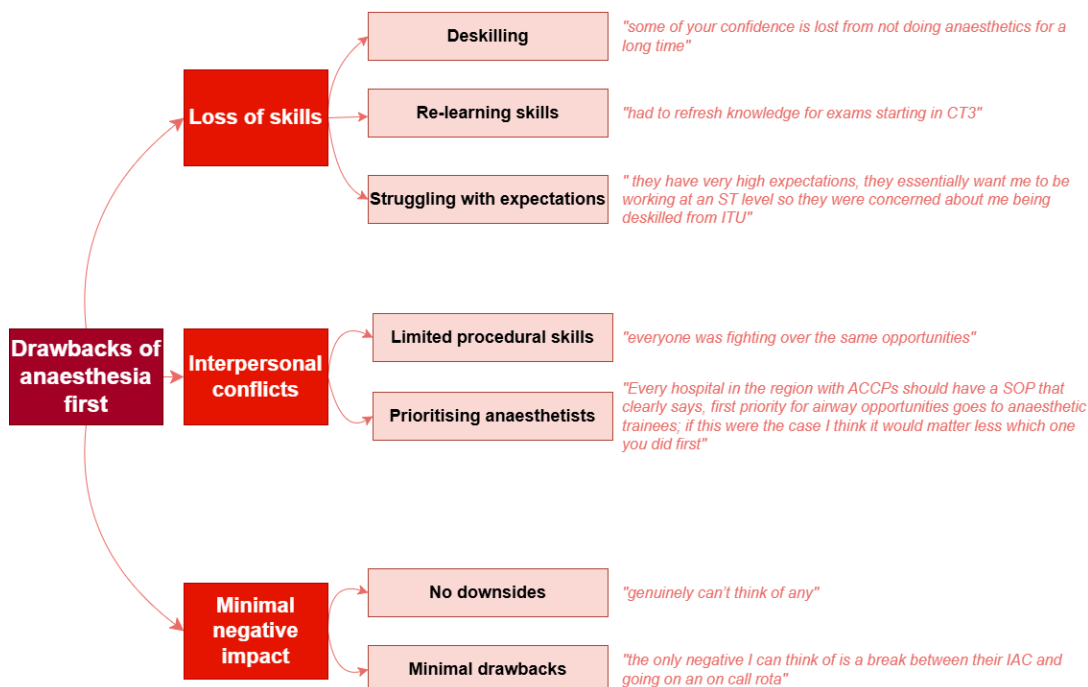 Drawbacks of
anaesthesia
first
Loss of skills
Deskilling
"some of your confidence is lost from not doing anaesthetics for a
long time"
Re-learning skills
"had to refresh knowledge for exams starting in CT3"
Struggling with expectations
" they have very high expectations, they essentially want me to be
working at an ST level so they were concerned about me being
deskilled from ITU"
Interpersonal
conflicts
Limited procedural skills
"everyone was fighting over the same opportunities"
Prioritising anaesthetists
"Every hospital in the region with ACCPs should have a SOP that
clearly says, first priority for airway opportunities goes to anaesthetic
trainees; if this were the case I think it would matter less which one
you did first"
Minimal
negative
impact
No downsides
"genuinely can't think of any"
Minimal drawbacks
"the only negative I can think of is a break between their IAC and
going on an on call rota"